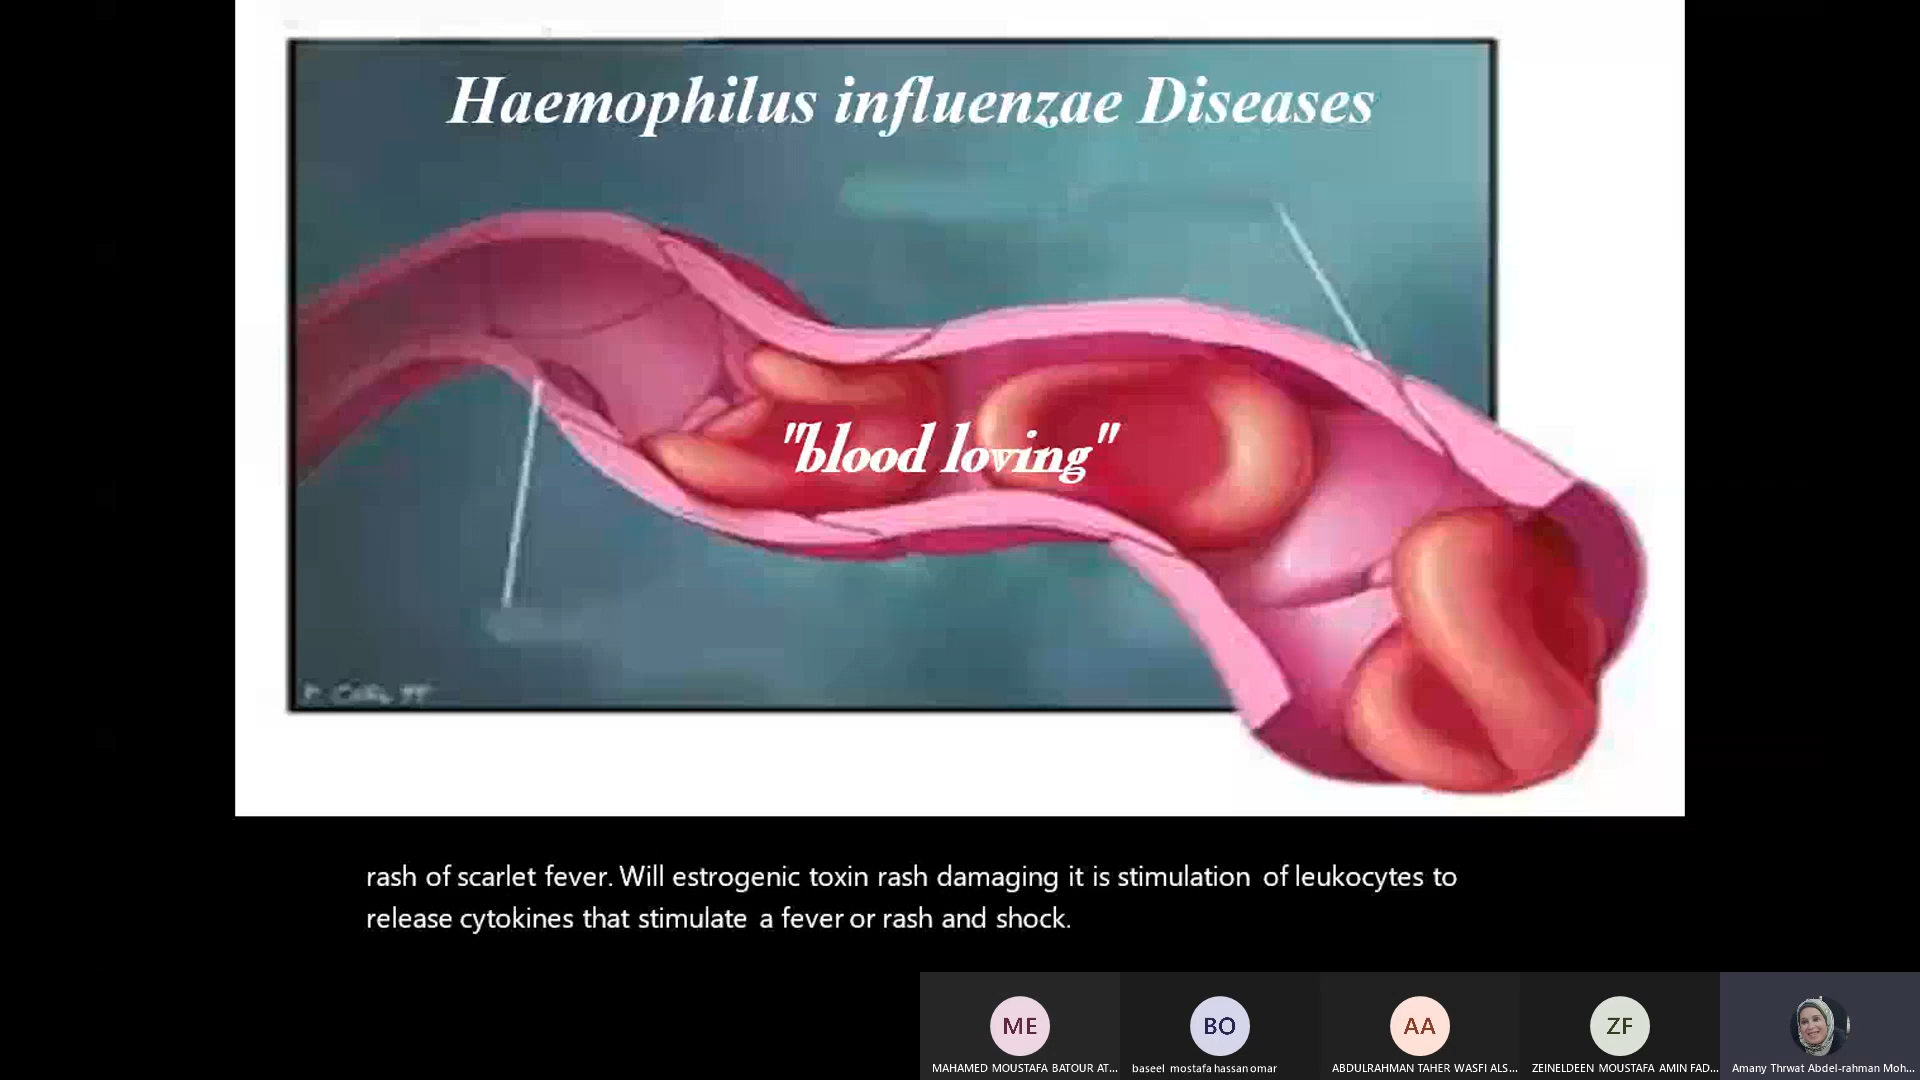 Haemophilus influenzae Diseases
"blood loving"
rash of scarlet fever. Will estrogenic toxin rash damaging it is stimulation of leukocytes to
release cytokines that stimulate a fever or rash and shock.
ME
BO
AA
ZF
MAHAMED MOUSTAFA BATOUR AT...
baseel mostafa hassan omar
ABDULRAHMAN TAHER WASFI ALS...
ZEINELDEEN MOUSTAFA AMIN FAD...
Amany Thrwat Abdel-rahman Moh...